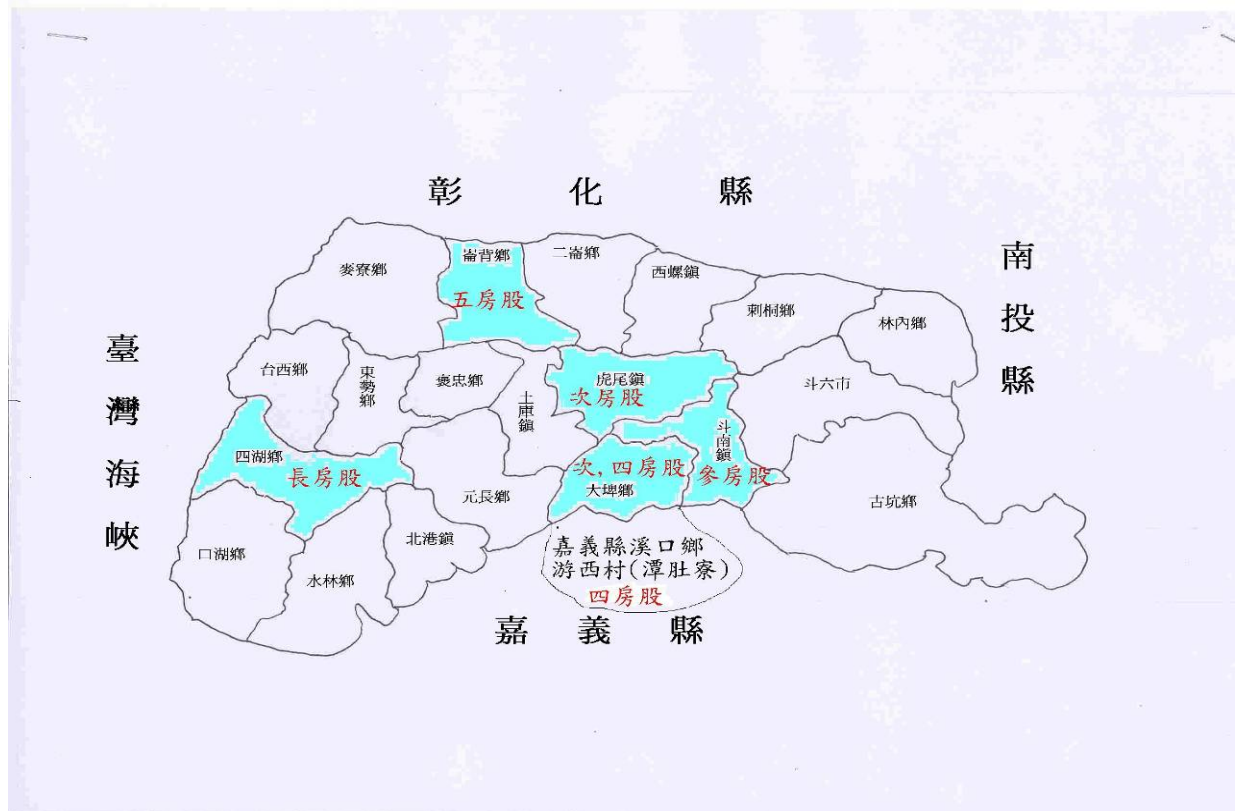 彰化縣
南投縣
臺灣海峽
麥寮鄉
崙背鄉
五房股
二崙鄉
西螺鎮
刺桐鄉
林內鄉
台西鄉
東勢鄉
褒忠鄉
土庫鎮
虎尾鎮
次房股
斗六市
斗南鎮
參房股
四湖鄉
長房股
元長鄉
次,四房股
大埤鄉
古坑鄉
口湖鄉
水林鄉
北港鎮
嘉義縣溪口鄉
游西村(潭肚寮)
四房股
嘉義縣